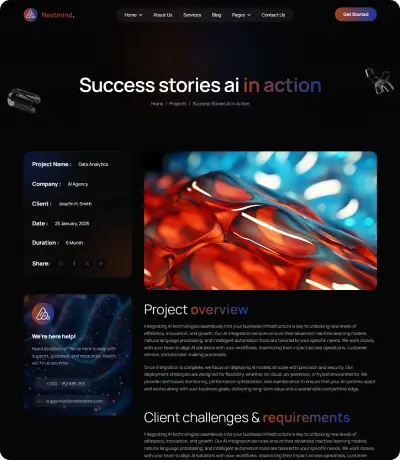 Nextmind.
Home About Us Services Blog Pages Contact Us
Get Started
Success stories ai in action
Home / Projects / Success Stories AI in Action
Project Name : Data Analytics
Company : AI Agency
Client : Josefin H. Smith
Date : 23 January, 2025
Duration : 6 Month
Share:
We're here help!
Need assistance? We're here to help with
support, guidance, and resources. Reach
out to us anytime.
Project overview
Integrating AI technologies seamlessly into your business infrastructure is key to unlocking new levels of
efficiency, innovation, and growth. Our AI integration services ensure that advanced machine learning models,
natural language processing, and intelligent automation tools are tailored to your specific needs. We work closely
with your team to align AI solutions with your workflows, maximizing their impact across operations, customer
service, and decision-making processes.
Once integration is complete, we focus on deploying AI models at scale with precision and security. Our
deployment strategies are designed for flexibility, whether on cloud, on-premises, or hybrid environments. We
provide continuous monitoring, performance optimization, and maintenance to ensure that your AI systems adapt
and evolve along with your business goals, delivering long-term value and a sustainable competitive edge.
Client challenges & requirements
Integrating AI technologies seamlessly into your business infrastructure is key to unlocking new levels of
efficiency, innovation, and growth. Our AI integration services ensure that advanced machine learning models,
natural language processing, and intelligent automation tools are tailored to your specific needs. We work closely
with your team to align AI solutions with your workflows, maximizing their impact across operations, customer